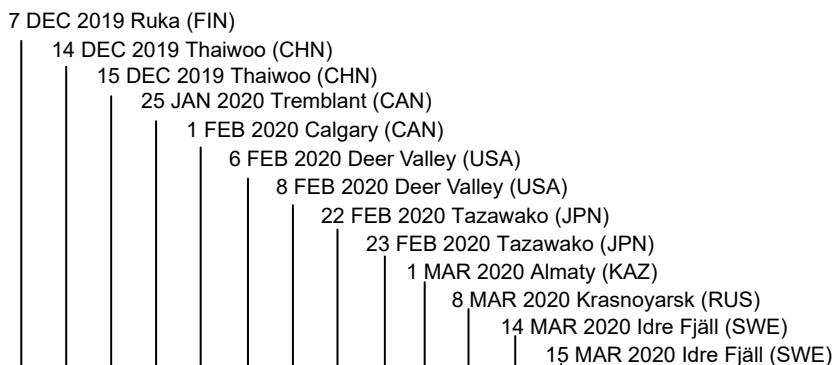 7 DEC 2019 Ruka (FIN)
14 DEC 2019 Thaiwoo (CHN)
15 DEC 2019 Thaiwoo (CHN)
25 JAN 2020 Tremblant (CAN)
1 FEB 2020 Calgary (CAN)
6 FEB 2020 Deer Valley (USA)
8 FEB 2020 Deer Valley (USA)
22 FEB 2020 Tazawako (JPN)
23 FEB 2020 Tazawako (JPN)
1 MAR 2020 Almaty (KAZ)
8 MAR 2020 Krasnoyarsk (RUS)
14 MAR 2020 Idre Fjäll (SWE)
15 MAR 2020 Idre Fjäll (SWE)